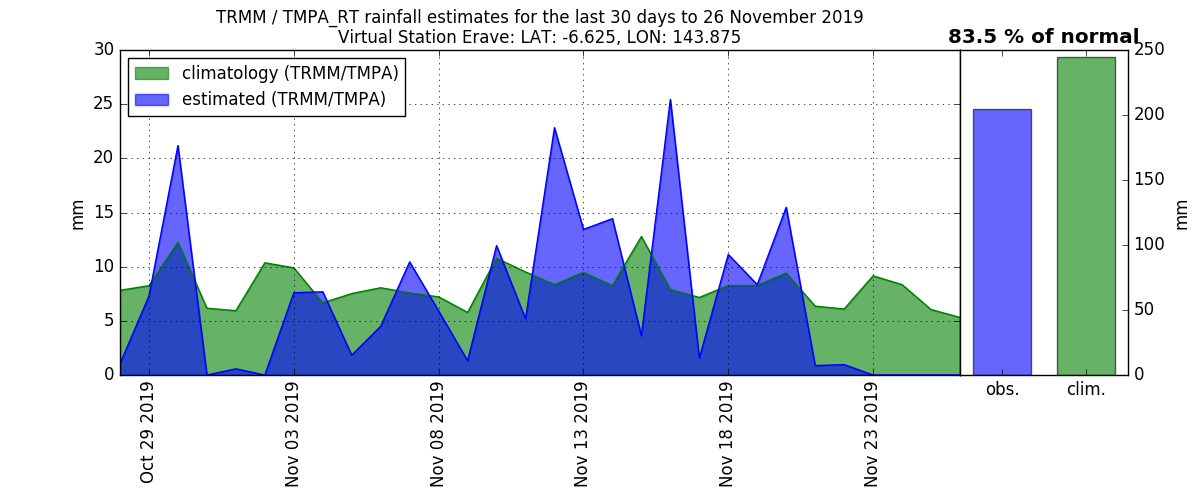 TRMM / TMPA_RT rainfall estimates for the last 30 days to 26 November 2019
Virtual Station Erave: LAT: -6.625, LON: 143.875
83.5 % of normal
climatology (TRMM/TMPA)
estimated (TRMM/TMPA)
30
25
20
15
10
5
0
mm
Oct 29 2019
Nov 03 2019
Nov 08 2019
Nov 13 2019
Nov 18 2019
Nov 23 2019
obs.
clim.
250
200
150
100
50
0
mm